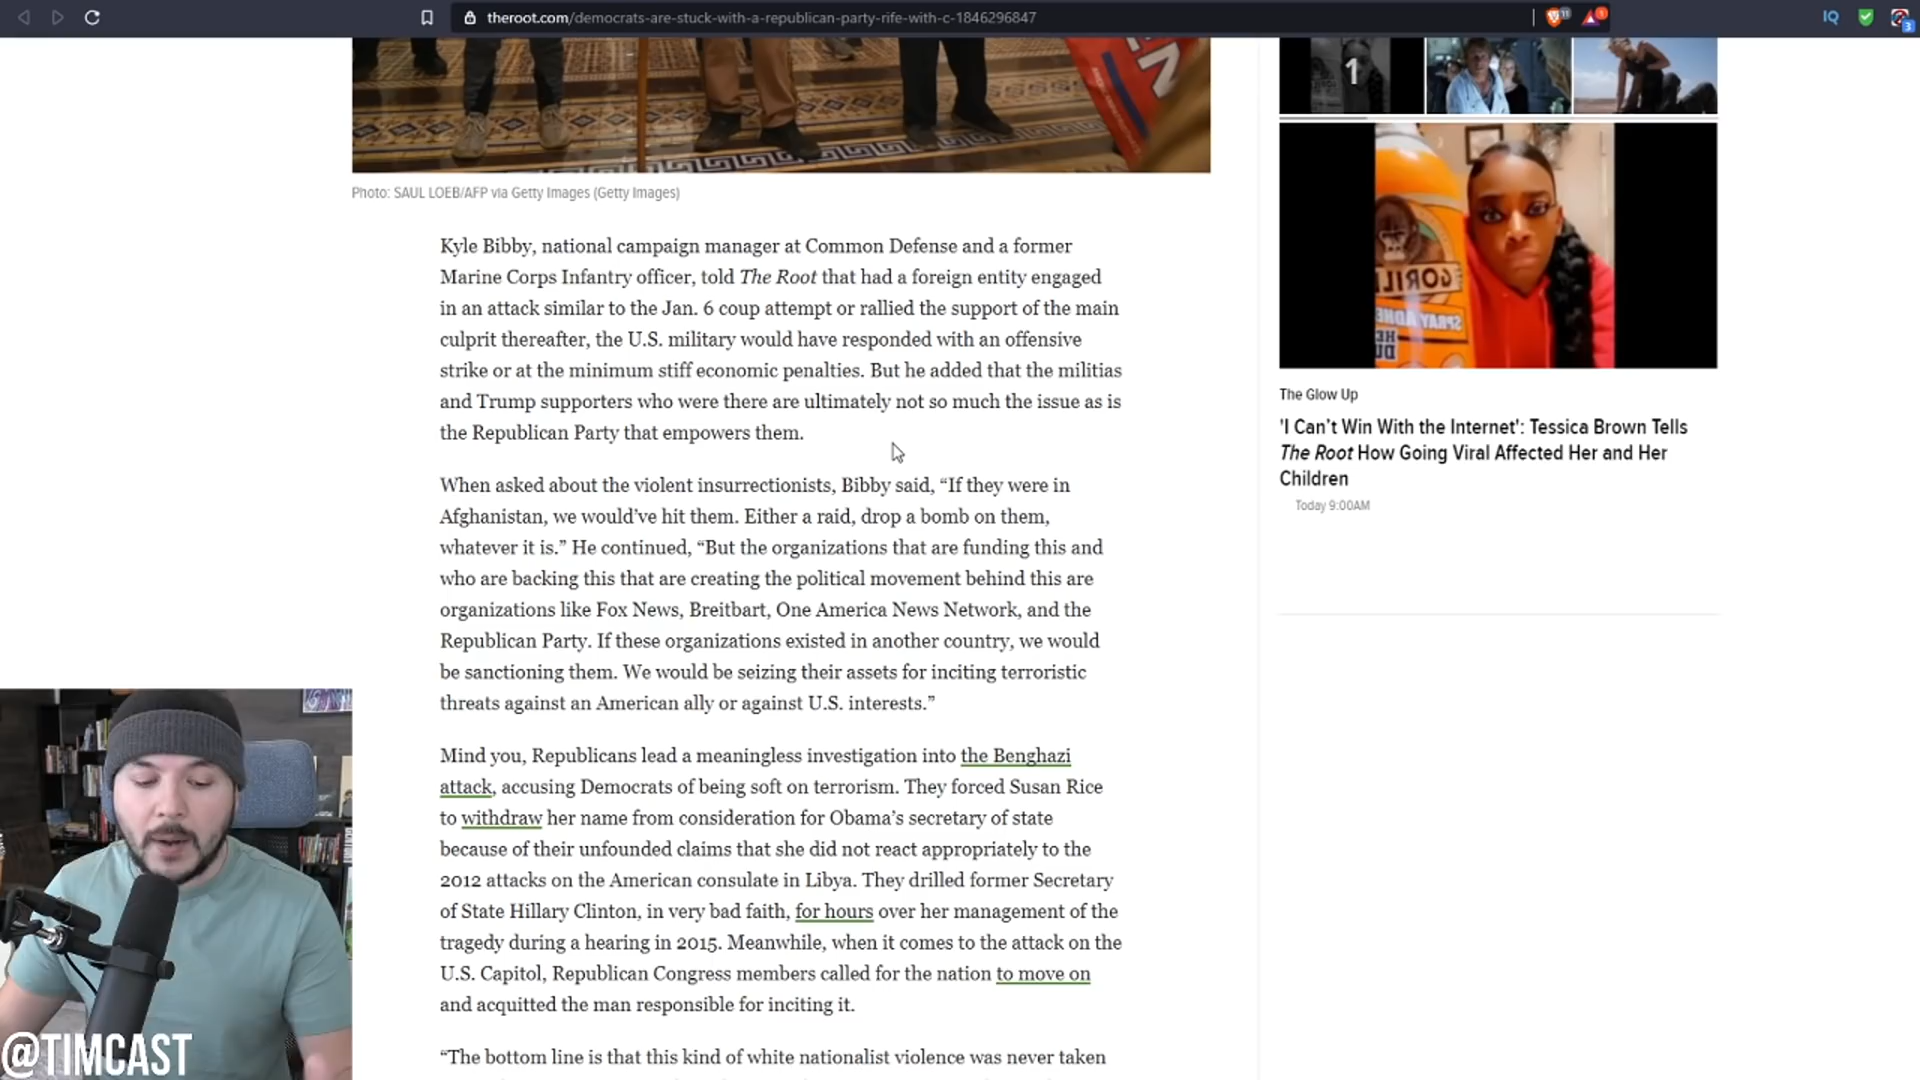 theroot.com/democrats-are-stuck-with-a-republican-party-rife-with-c-1846296847
11
1
IQ
3
1
Photo: SAUL LOEB/AFP via Getty Images (Getty Images)
Kyle Bibby, national campaign manager at Common Defense and a former
Marine Corps Infantry officer, told The Root that had a foreign entity engaged
in an attack similar to the Jan. 6 coup attempt or rallied the support of the main
culprit thereafter, the U.S. military would have responded with an offensive
strike or at the minimum stiff economic penalties. But he added that the militias
and Trump supporters who were there are ultimately not so much the issue as is
the Republican Party that empowers them.
When asked about the violent insurrectionists, Bibby said, “If they were in
Afghanistan, we would’ve hit them. Either a raid, drop a bomb on them,
whatever it is.” He continued, “But the organizations that are funding this and
who are backing this that are creating the political movement behind this are
organizations like Fox News, Breitbart, One America News Network, and the
Republican Party. If these organizations existed in another country, we would
be sanctioning them. We would be seizing their assets for inciting terroristic
threats against an American ally or against U.S. interests.”
Mind you, Republicans lead a meaningless investigation into the Benghazi
attack, accusing Democrats of being soft on terrorism. They forced Susan Rice
to withdraw her name from consideration for Obama’s secretary of state
because of their unfounded claims that she did not react appropriately to the
2012 attacks on the American consulate in Libya. They drilled former Secretary
of State Hillary Clinton, in very bad faith, for hours over her management of the
tragedy during a hearing in 2015. Meanwhile, when it comes to the attack on the
U.S. Capitol, Republican Congress members called for the nation to move on
and acquitted the man responsible for inciting it.
“The bottom line is that this kind of white nationalist violence was never taken
GORIL
SPRAY ADHE
The Glow Up
'I Can’t Win With the Internet': Tessica Brown Tells
The Root How Going Viral Affected Her and Her
Children
Today 9:00AM
@TIMCAST